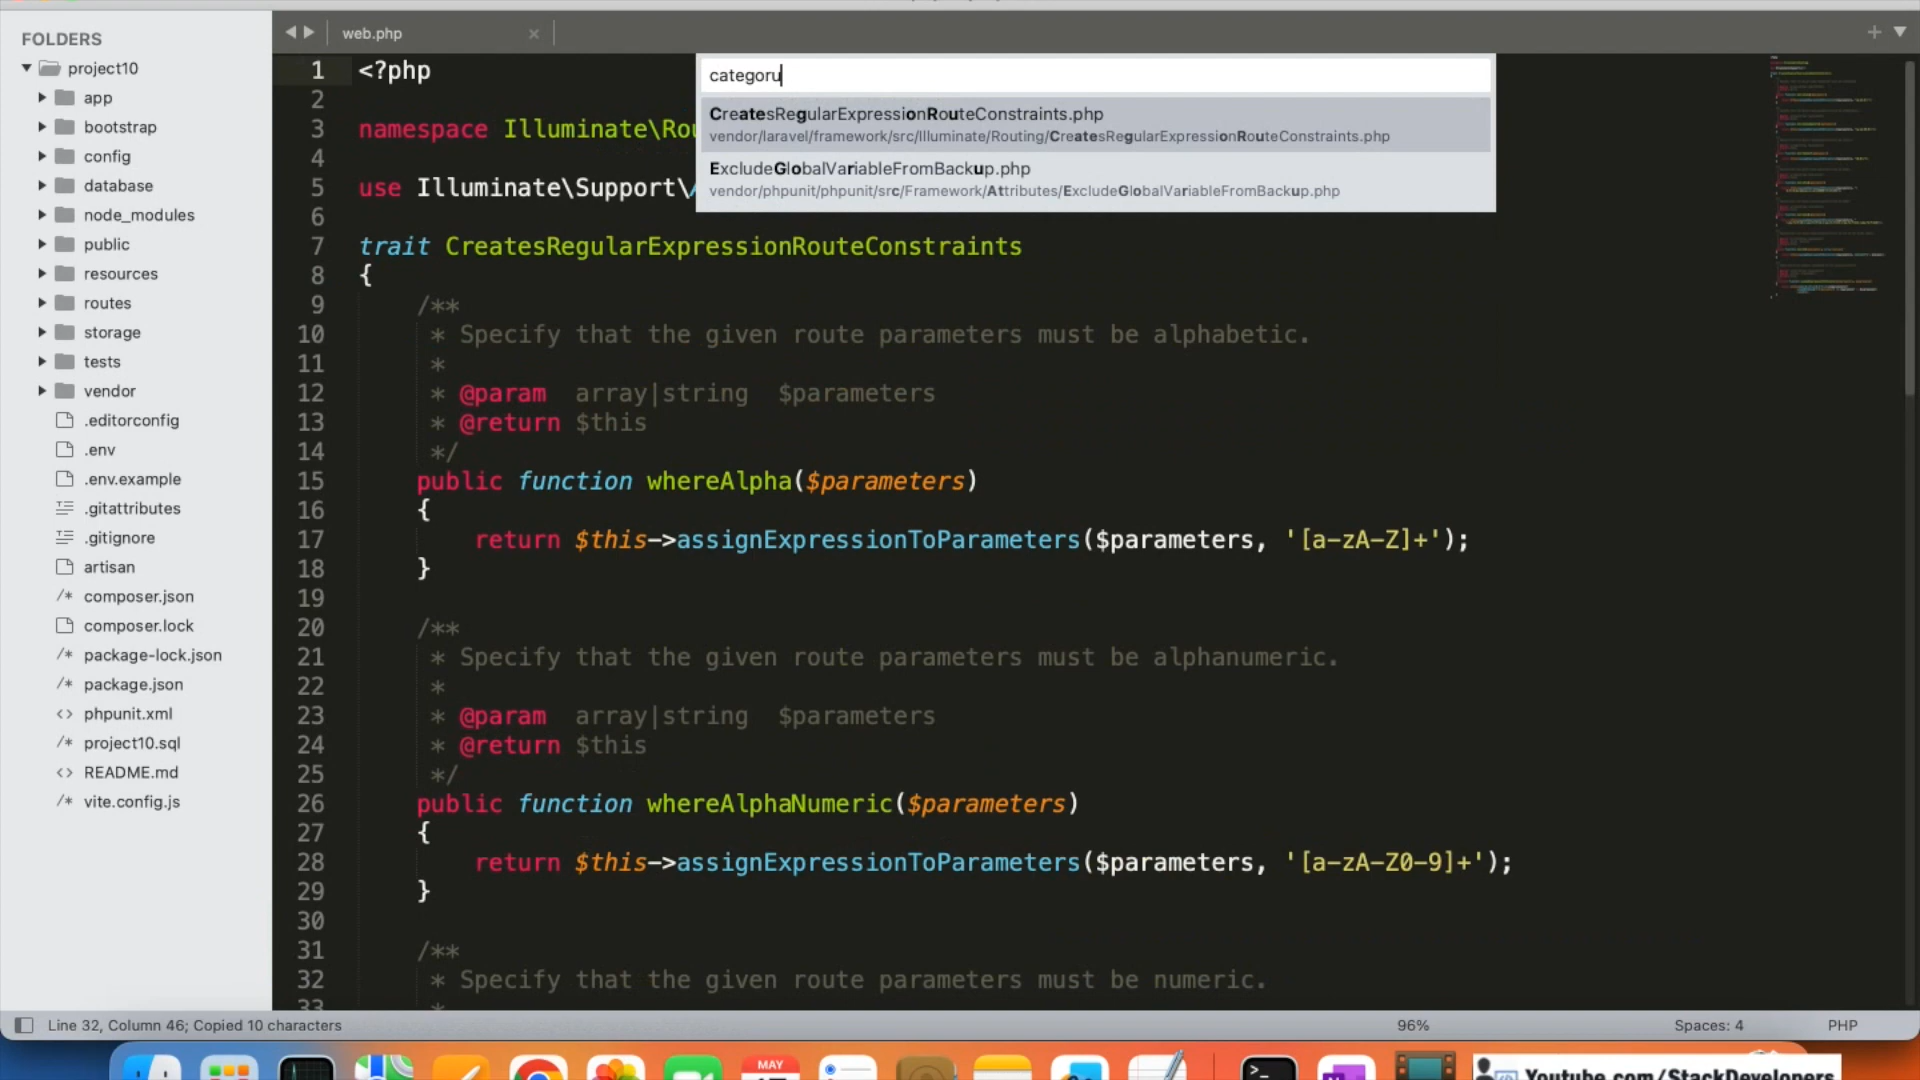 FOLDERS
project10
app
bootstrap
config
database
node_modules
public
resources
routes
storage
tests
vendor
.editorconfig
.env
.env.example
.gitattributes
.gitignore
artisan
/* composer.json
composer.lock
/* package-lock.json
/* package.json
<> phpunit.xml
/* project10.sql
<> README.md
/* vite.config.js
web.php ×
categoru
CreatesRegularExpressionRouteConstraints.php
vendor/laravel/framework/src/Illuminate/Routing/CreatesRegularExpressionRouteConstraints.php
ExcludeGlobalVariableFromBackup.php
vendor/phpunit/phpunit/src/Framework/Attributes/ExcludeGlobalVariableFromBackup.php
1 <?php
2
3 namespace Illuminate\Rou
4
5 use Illuminate\Support\
6
7 trait CreatesRegularExpressionRouteConstraints
8 {
9 /**
10 * Specify that the given route parameters must be alphabetic.
11 *
12 * @param array|string $parameters
13 * @return $this
14 */
15 public function whereAlpha($parameters)
16 {
17 return $this->assignExpressionToParameters($parameters, '[a-zA-Z]+');
18 }
19
20 /**
21 * Specify that the given route parameters must be alphanumeric.
22 *
23 * @param array|string $parameters
24 * @return $this
25 */
26 public function whereAlphaNumeric($parameters)
27 {
28 return $this->assignExpressionToParameters($parameters, '[a-zA-Z0-9]+');
29 }
30
31 /**
32 * Specify that the given route parameters must be numeric.
33 *
Line 32, Column 46; Copied 10 characters
96%
Spaces: 4
PHP
MAY
Youtube.com/StackDevelopers